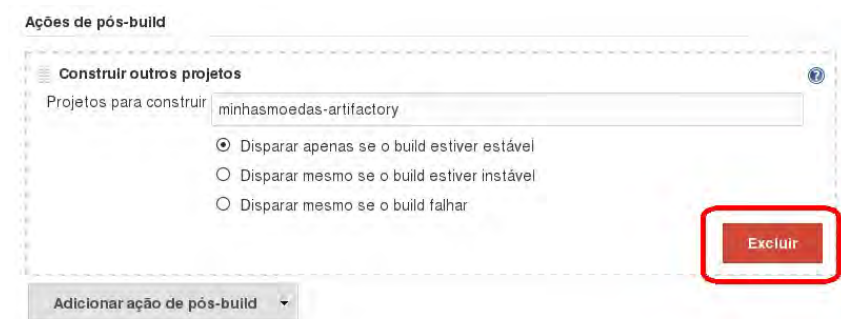 Ações de pós-build
Construir outros projetos
Projetos para construir minhasmoedas-artifactory
Disparar apenas se o build estiver estável
Disparar mesmo se o build estiver instável
Disparar mesmo se o build falhar
Excluir
Adicionar ação de pós-build